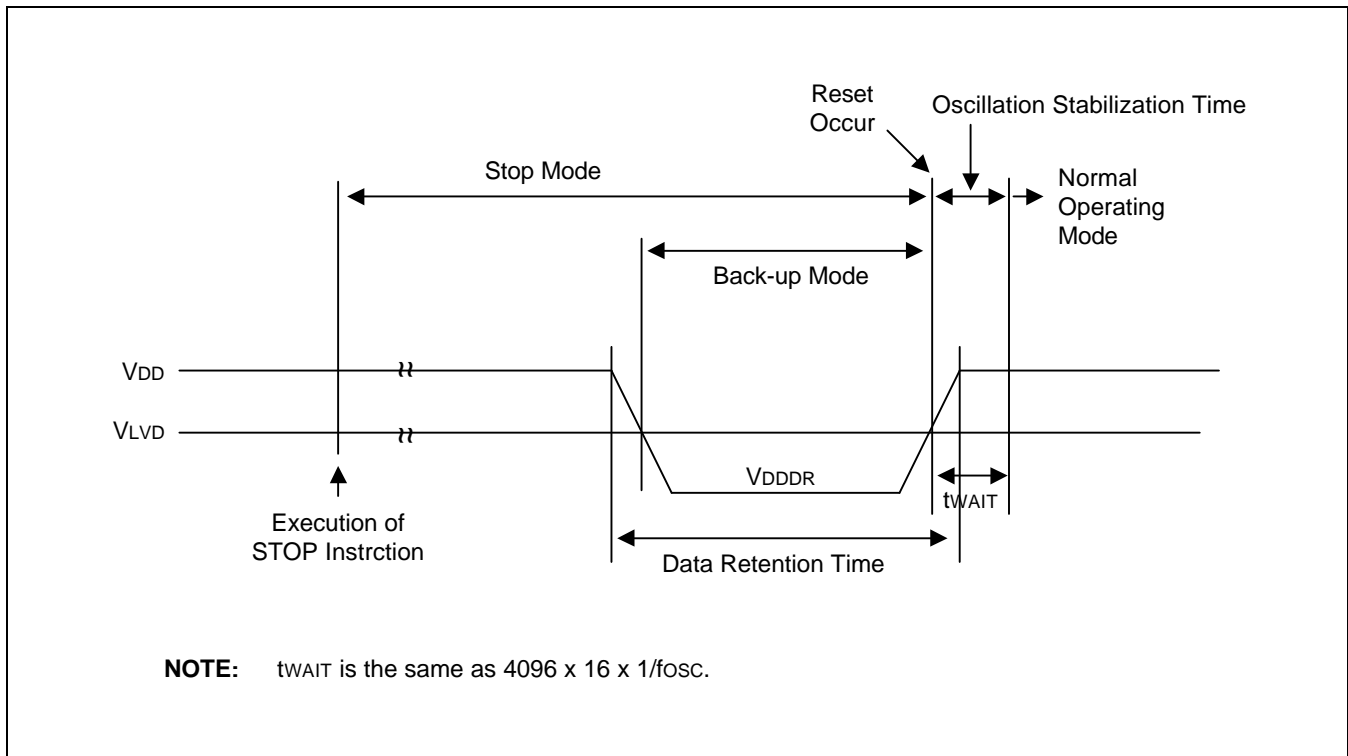 Reset
Occur
Oscillation Stabilization Time
Stop Mode
Normal
Operating
Mode
Back-up Mode
VDD
VLVD
VDDDR
tWAIT
Execution of
STOP Instrction
Data Retention Time
NOTE: tWAIT is the same as 4096 x 16 x 1/fOSC.